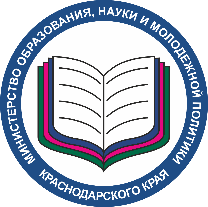 МИНИСТЕРСТВО ОБРАЗОВАНИЯ, НАУКИ И МОЛОДЕЖНОЙ ПОЛИТИКИ
КРАСНОДАРСКОГО КРАЯ